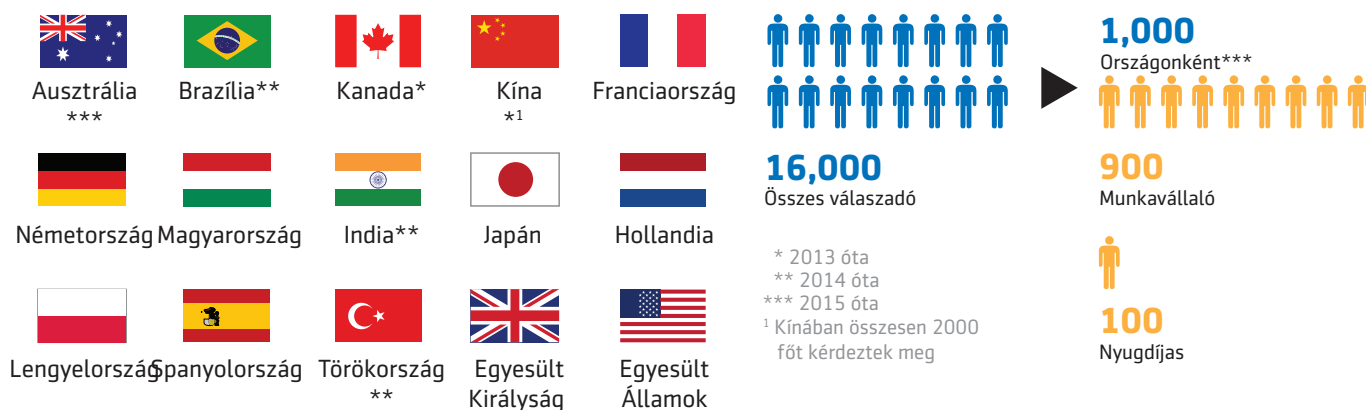 Ausztrália
***
Brazília**
Kanada*
Kína
*1
Franciaország
Németország
Magyarország
India**
Japán
Hollandia
Lengyelország
Spanyolország
Törökország
**
Egyesült
Királyság
Egyesült
Államok
16,000
Összes válaszadó
* 2013 óta
** 2014 óta
*** 2015 óta
1 Kínában összesen 2000
főt kérdeztek meg
1,000
Országonként***
900
Munkavállaló
100
Nyugdíjas